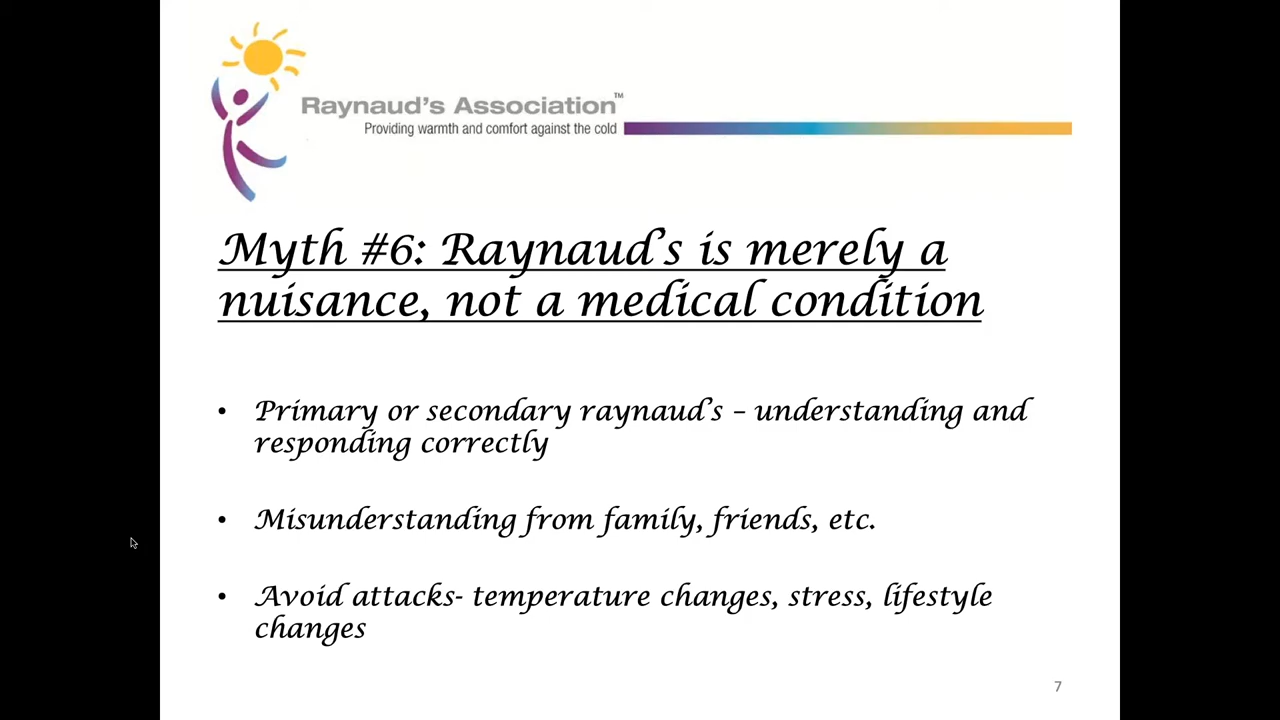 Raynaud's Association™
Providing warmth and comfort against the cold
Myth #6: Raynaud's is merely a
nuisance, not a medical condition
• Primary or secondary raynaud's – understanding and
responding correctly
• Misunderstanding from family, friends, etc.
• Avoid attacks- temperature changes, stress, lifestyle
changes
7